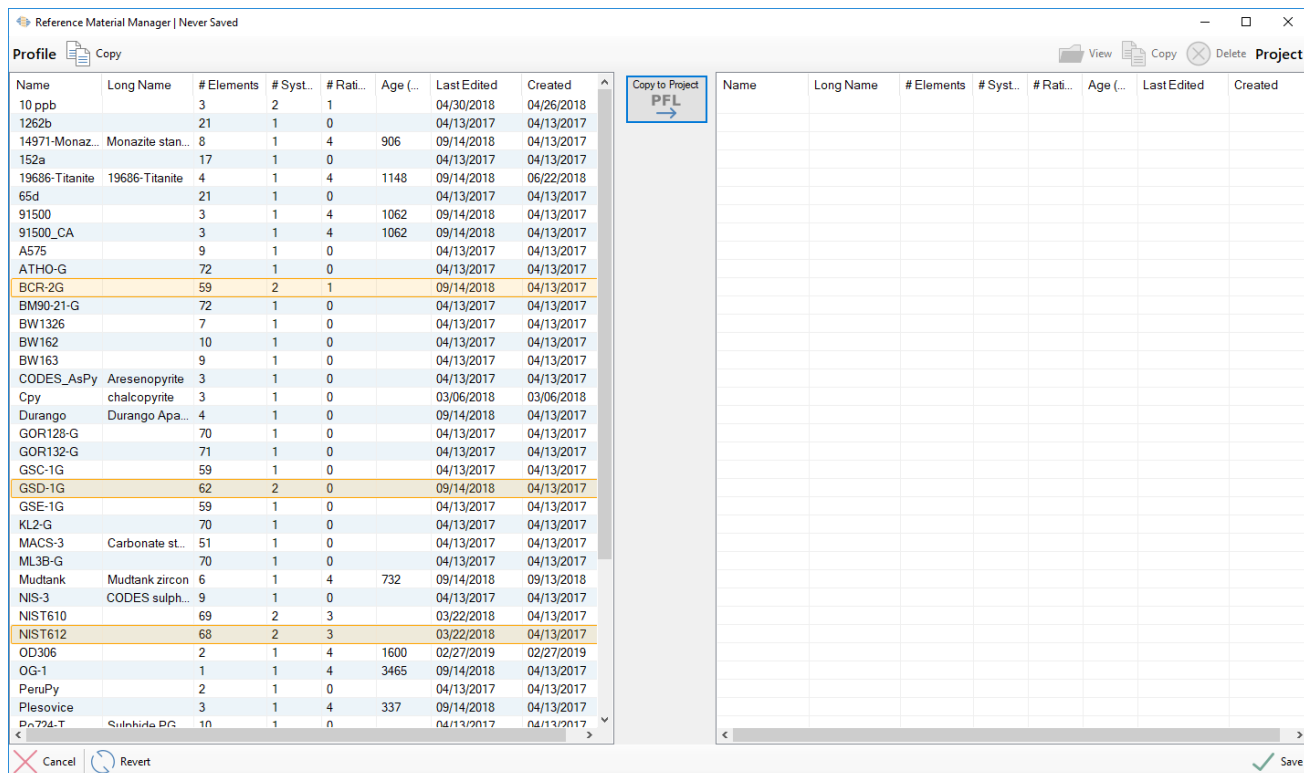 Reference Material Manager | Never Saved
Profile Copy View Copy Delete Project
Name Long Name # Elements # Syst... # Rati... Age (... Last Edited Created
10 ppb 3 2 1 04/30/2018 04/26/2018
1262b 21 1 0 04/13/2017 04/13/2017
14971-Monaz... Monazite stan... 8 1 4 906 09/14/2018 04/13/2017
152a 17 1 0 04/13/2017 04/13/2017
19686-Titanite 19686-Titanite 4 1 4 1148 09/14/2018 06/22/2018
65d 21 1 0 04/13/2017 04/13/2017
91500 3 1 4 1062 09/14/2018 04/13/2017
91500_CA 3 1 4 1062 09/14/2018 04/13/2017
A575 9 1 0 04/13/2017 04/13/2017
ATHO-G 72 1 0 04/13/2017 04/13/2017
BCR-2G 59 2 1 09/14/2018 04/13/2017
BM90-21-G 72 1 0 04/13/2017 04/13/2017
BW1326 7 1 0 04/13/2017 04/13/2017
BW162 10 1 0 04/13/2017 04/13/2017
BW163 9 1 0 04/13/2017 04/13/2017
CODES_AsPy Aresenopyrite 3 1 0 04/13/2017 04/13/2017
Cpy chalcopyrite 3 1 0 03/06/2018 03/06/2018
Durango Durango Apa... 4 1 0 09/14/2018 04/13/2017
GOR128-G 70 1 0 04/13/2017 04/13/2017
GOR132-G 71 1 0 04/13/2017 04/13/2017
GSC-1G 59 1 0 04/13/2017 04/13/2017
GSD-1G 62 2 0 09/14/2018 04/13/2017
GSE-1G 59 1 0 04/13/2017 04/13/2017
KL2-G 70 1 0 04/13/2017 04/13/2017
MACS-3 Carbonate st... 51 1 0 04/13/2017 04/13/2017
ML3B-G 70 1 0 04/13/2017 04/13/2017
Mudtank Mudtank zircon 6 1 4 732 09/14/2018 09/13/2018
NIS-3 CODES sulph... 9 1 0 04/13/2017 04/13/2017
NIST610 69 2 3 03/22/2018 04/13/2017
NIST612 68 2 3 03/22/2018 04/13/2017
OD306 2 1 4 1600 02/27/2019 02/27/2019
OG-1 1 1 4 3465 09/14/2018 04/13/2017
PeruPy 2 1 0 04/13/2017 04/13/2017
Plesovice 3 1 4 337 09/14/2018 04/13/2017
Po724-T Sulphide PG 10 1 0 04/13/2017 04/13/2017
Copy to Project
PFL
Name Long Name # Elements # Syst... # Rati... Age (... Last Edited Created
Cancel Revert Save